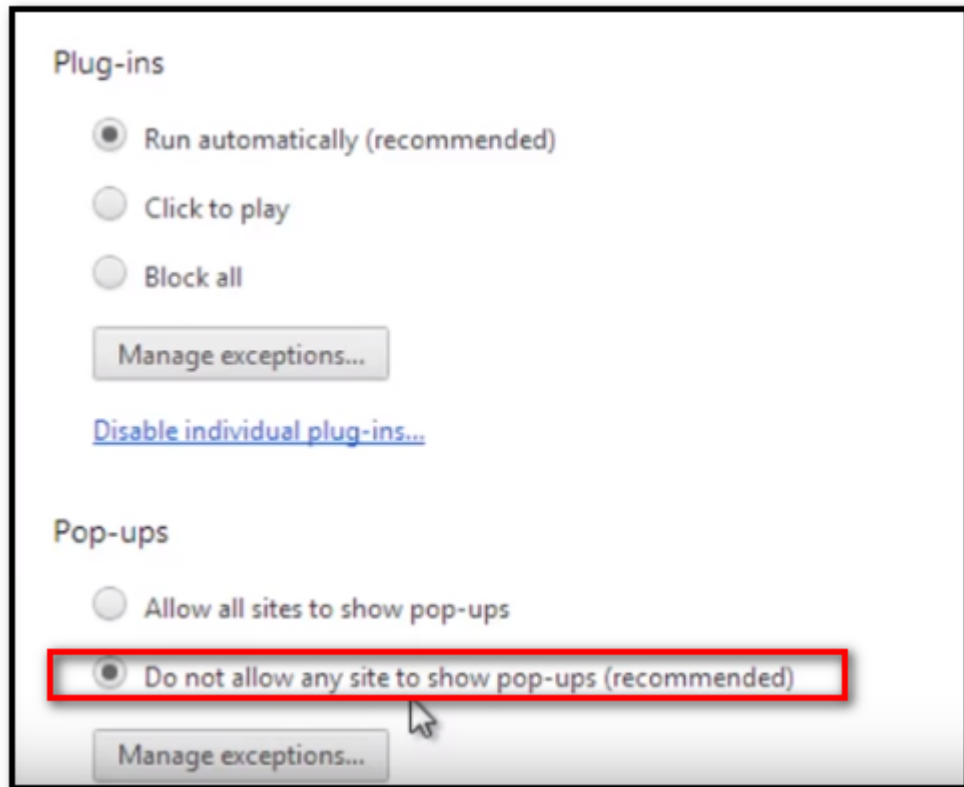 Plug-ins
Run automatically (recommended)
Click to play
Block all
Manage exceptions...
Disable individual plug-ins...
Pop-ups
Allow all sites to show pop-ups
Do not allow any site to show pop-ups (recommended)
Manage exceptions...